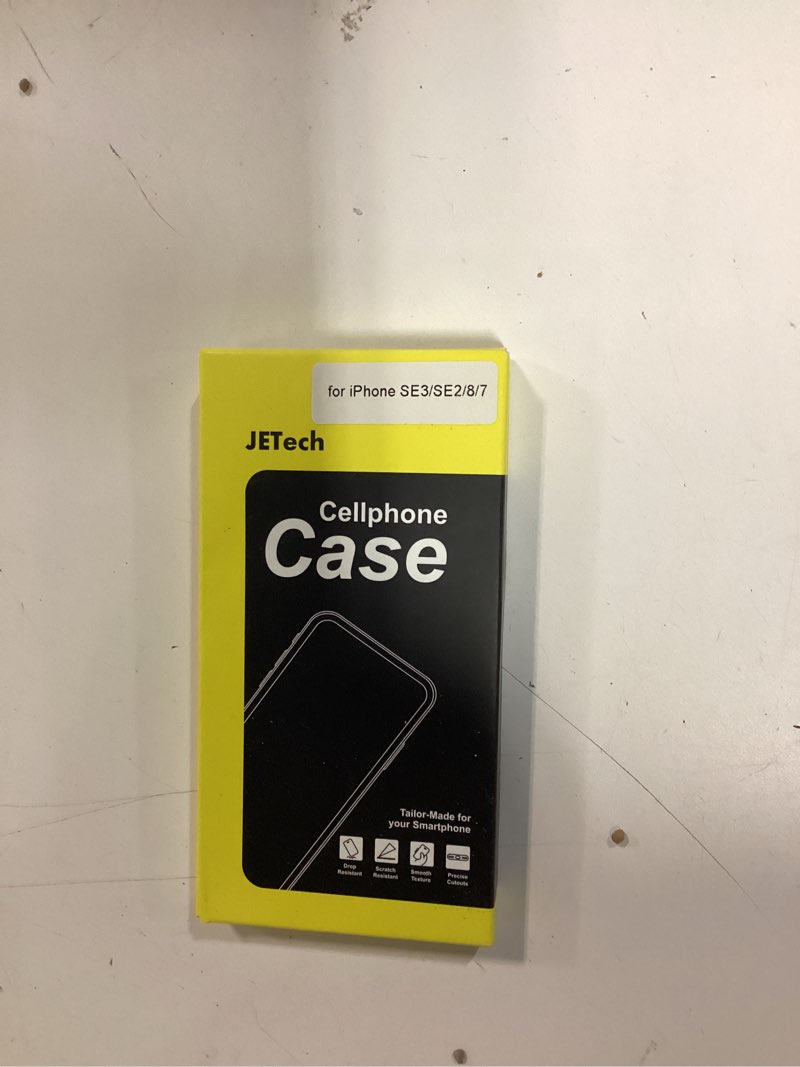 for iPhone SE3/SE2/8/7
JETech
Cellphone
Case
Tailor-Made for
your Smartphone
Drop
Resistant
Scratch
Resistant
Smooth
Texture
Precise
Cutouts